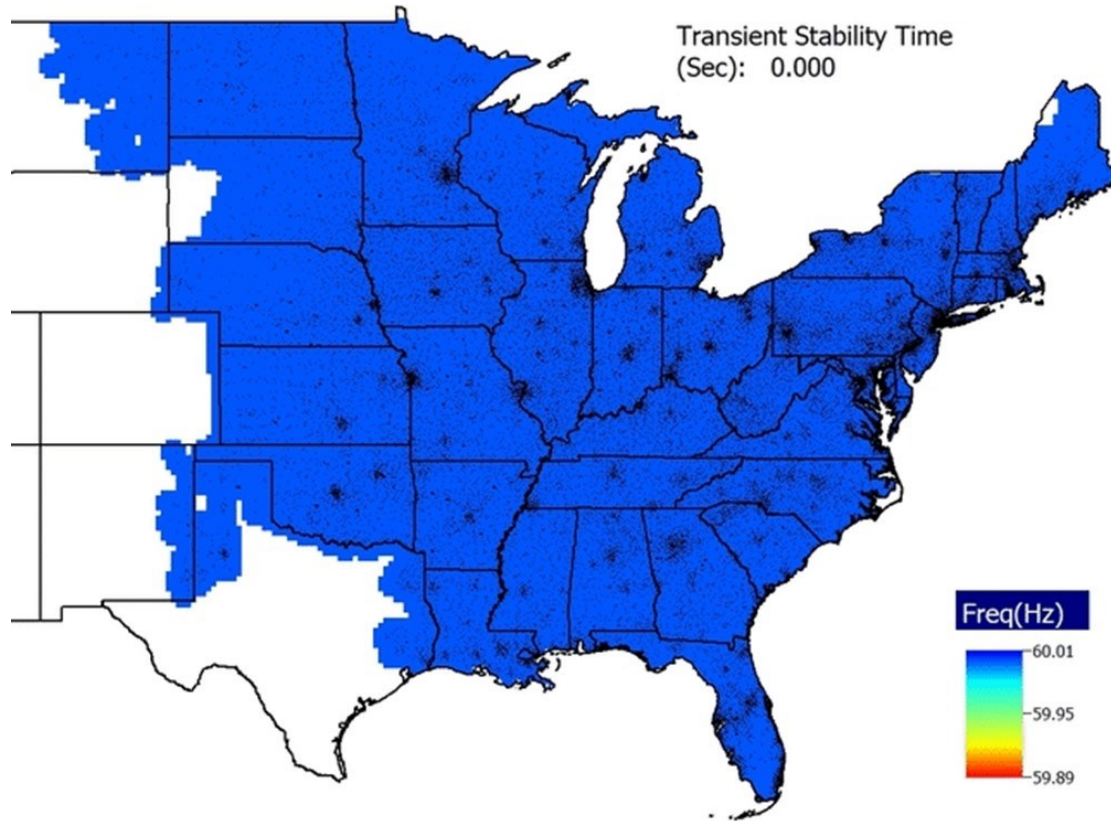 Transient Stability Time
(Sec): 0.000
Freq(Hz)
60.01
59.95
59.89